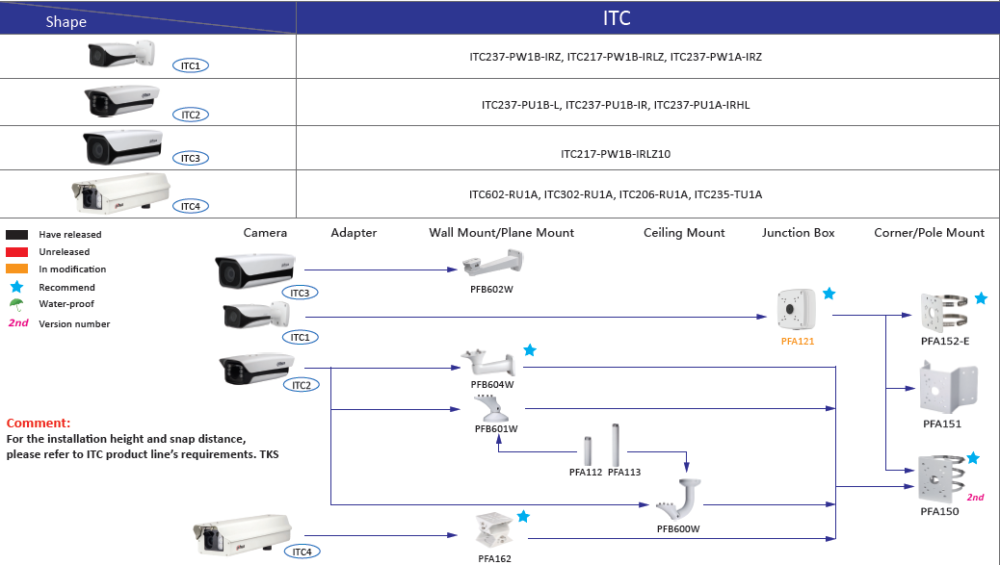 Shape
ITC
ITC1
ITC237-PW1B-IRZ, ITC217-PW1B-IRLZ, ITC237-PW1A-IRZ
ITC2
ITC237-PU1B-L, ITC237-PU1B-IR, ITC237-PU1A-IRHL
ITC3
ITC217-PW1B-IRLZ10
ITC4
ITC602-RU1A, ITC302-RU1A, ITC206-RU1A, ITC235-TU1A
Camera
Adapter
Wall Mount/Plane Mount
Ceiling Mount
Junction Box
Corner/Pole Mount
Have released
Unreleased
In modification
Recommend
Water-proof
2nd Version number
ITC3
PFB602W
ITC1
PFA121
PFA152-E
ITC2
PFB604W
PFB601W
PFA151
Comment:
For the installation height and snap distance,
please refer to ITC product line's requirements. TKS
PFA112
PFA113
2nd
PFA150
PFB600W
ITC4
PFA162